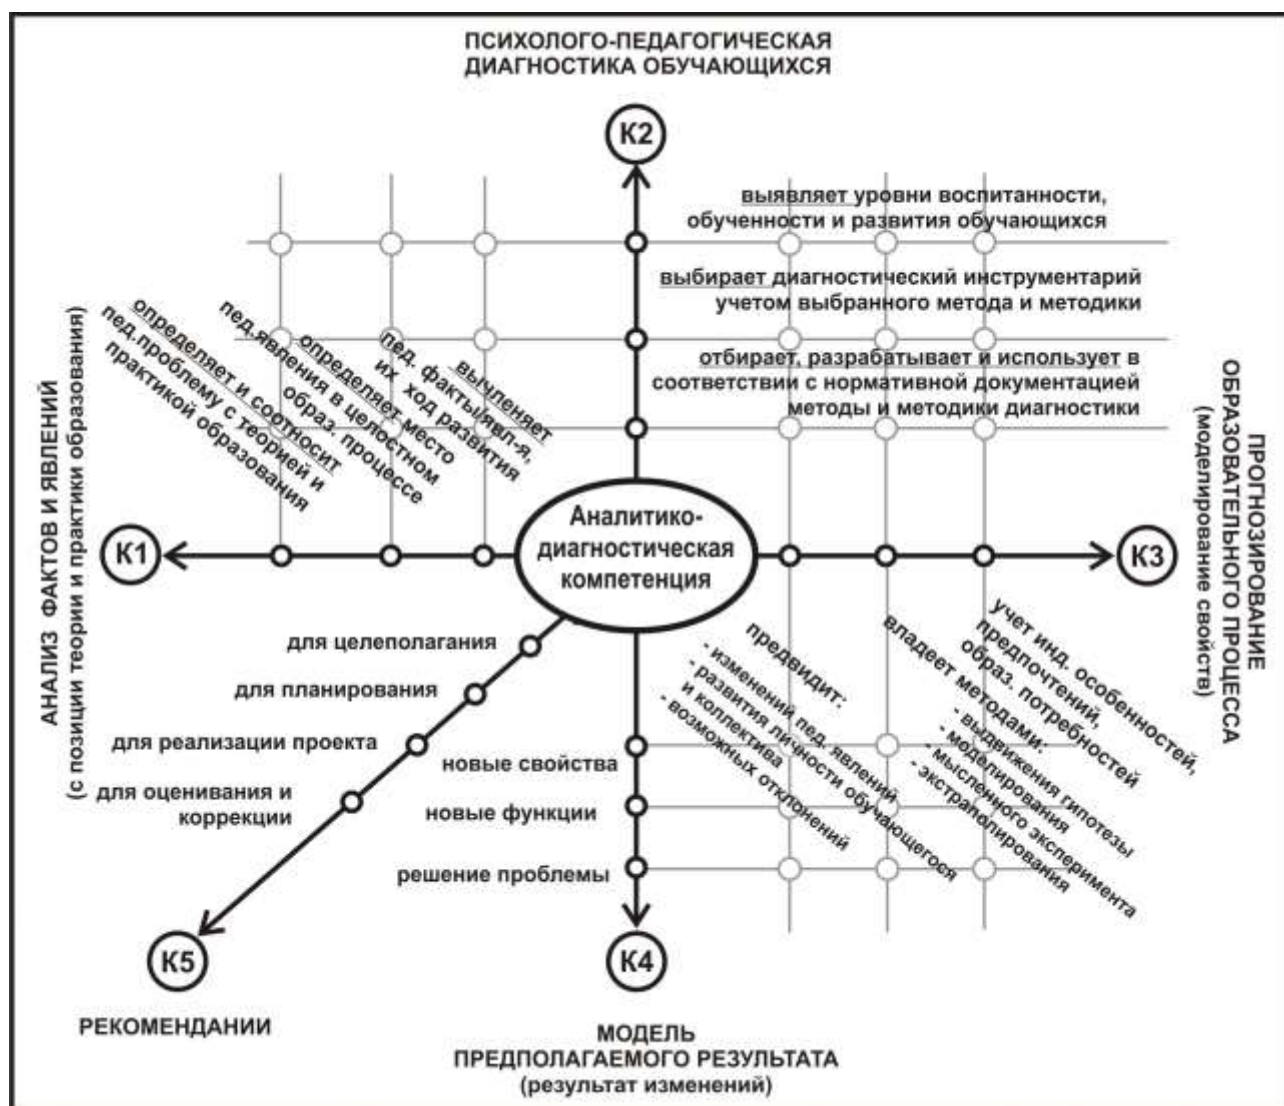 ПСИХОЛОГО-ПЕДАГОГИЧЕСКАЯ
ДИАГНОСТИКА ОБУЧАЮЩИХСЯ
К2
выявляет уровни воспитанности,
обученности и развития обучающихся
выбирает диагностический инструментарий
учетом выбранного метода и методики
отбирает, разрабатывает и использует в
соответствии с нормативной документацией
методы и методики диагностики
АНАЛИЗ ФАКТОВ И ЯВЛЕНИЙ
(с позиции теории и практики образования)
К1
определяет и соотносит
пед.проблему с теорией и
практикой образования
определяет место
пед.явления в целостном
образ. процессе
вычленяет
пед. факты/явл-я,
их ход развития
Аналитико-
диагностическая
компетенция
К3
ПРОГНОЗИРОВАНИЕ
ОБРАЗОВАТЕЛЬНОГО ПРОЦЕССА
(моделирование свойств)
предвидит:
- изменений пед. явлений
- развития личности обучающегося
и коллектива
- возможных отклонений
владеет методами:
- выдвижения гипотезы
- моделирования
- мысленного эксперимента
- экстраполирования
учет инд. особенностей,
предпочтений,
образ. потребностей
для целеполагания
для планирования
для реализации проекта
для оценивания и
коррекции
К5
РЕКОМЕНДАНИИ
новые свойства
новые функции
решение проблемы
К4
МОДЕЛЬ
ПРЕДПОЛАГАЕМОГО РЕЗУЛЬТАТА
(результат изменений)